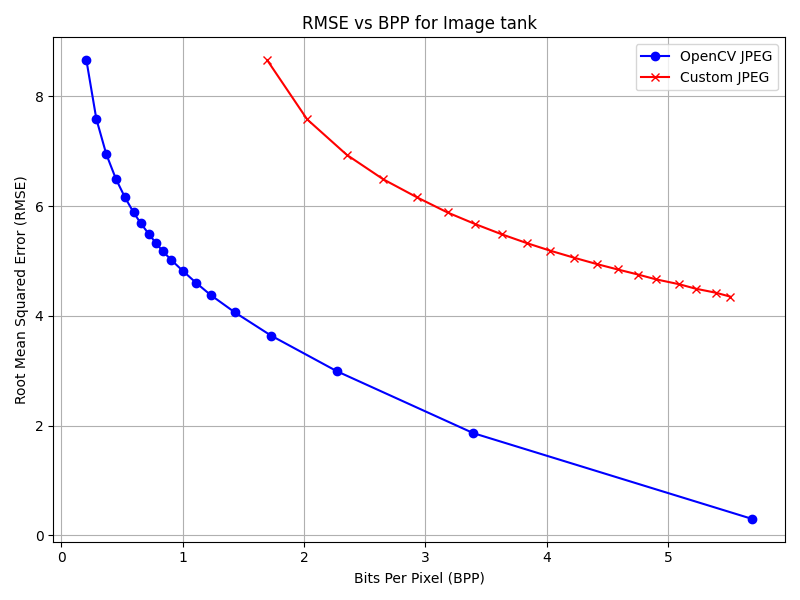 RMSE vs BPP for Image tank
OpenCV JPEG
Custom JPEG
Root Mean Squared Error (RMSE)
8
6
4
2
0
0 1 2 3 4 5
Bits Per Pixel (BPP)